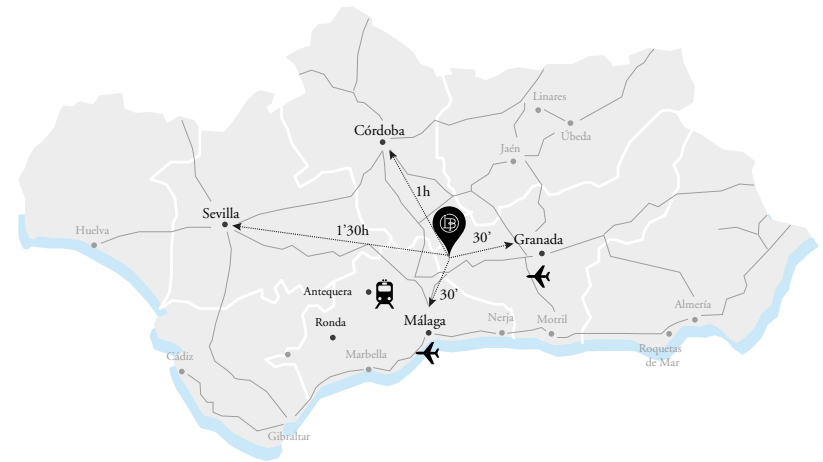 Linares
Córdoba
Úbeda
Jaén
1h
Sevilla
1’30h
30’
Granada
Huelva
Antequera
30’
Almería
Ronda
Málaga
Nerja
Motril
Cádiz
Marbella
Roquetas
de Mar
Gibraltar